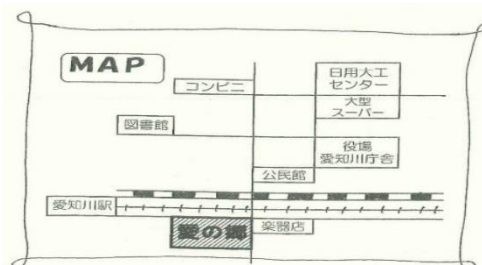 MAP
コンビニ
日用大工
センター
大型
スーパー
図書館
役場
愛知川庁舎
公民館
愛知川駅
愛の郷
楽器店